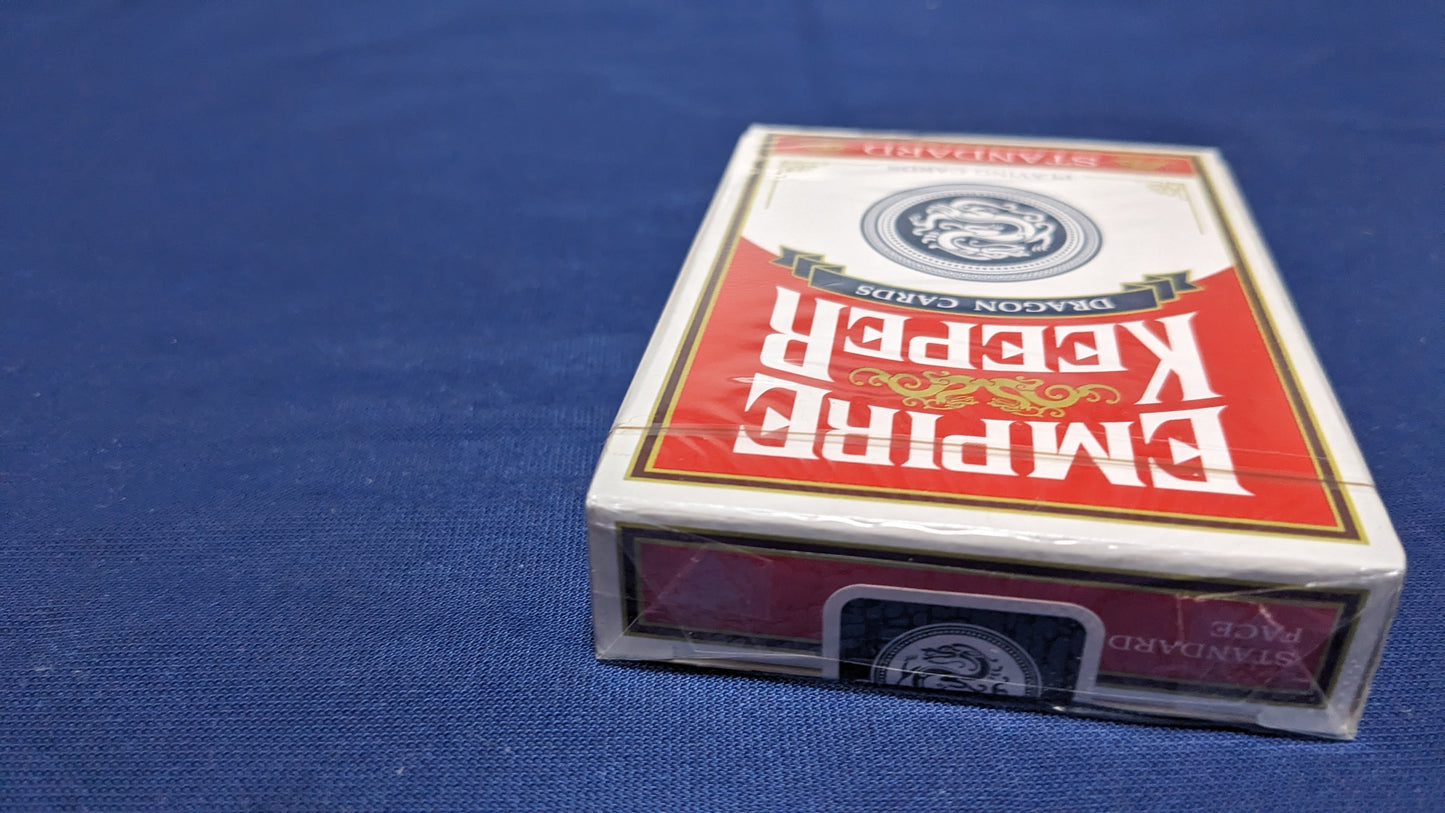 EMPIRE
KEEPER
DRAGON CARDS
PLAYING CARDS
STANDARD
STANDARD
FACE